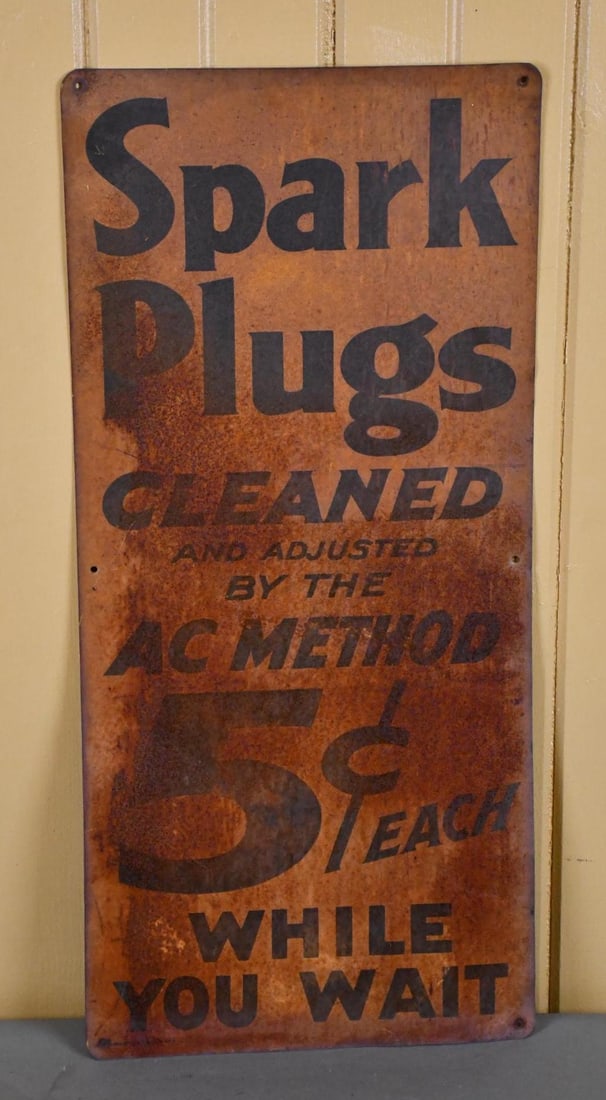 Spark
Plugs
CLEANED
AND ADJUSTED
BY THE
AC METHOD
5¢ EACH
WHILE
YOU WAIT